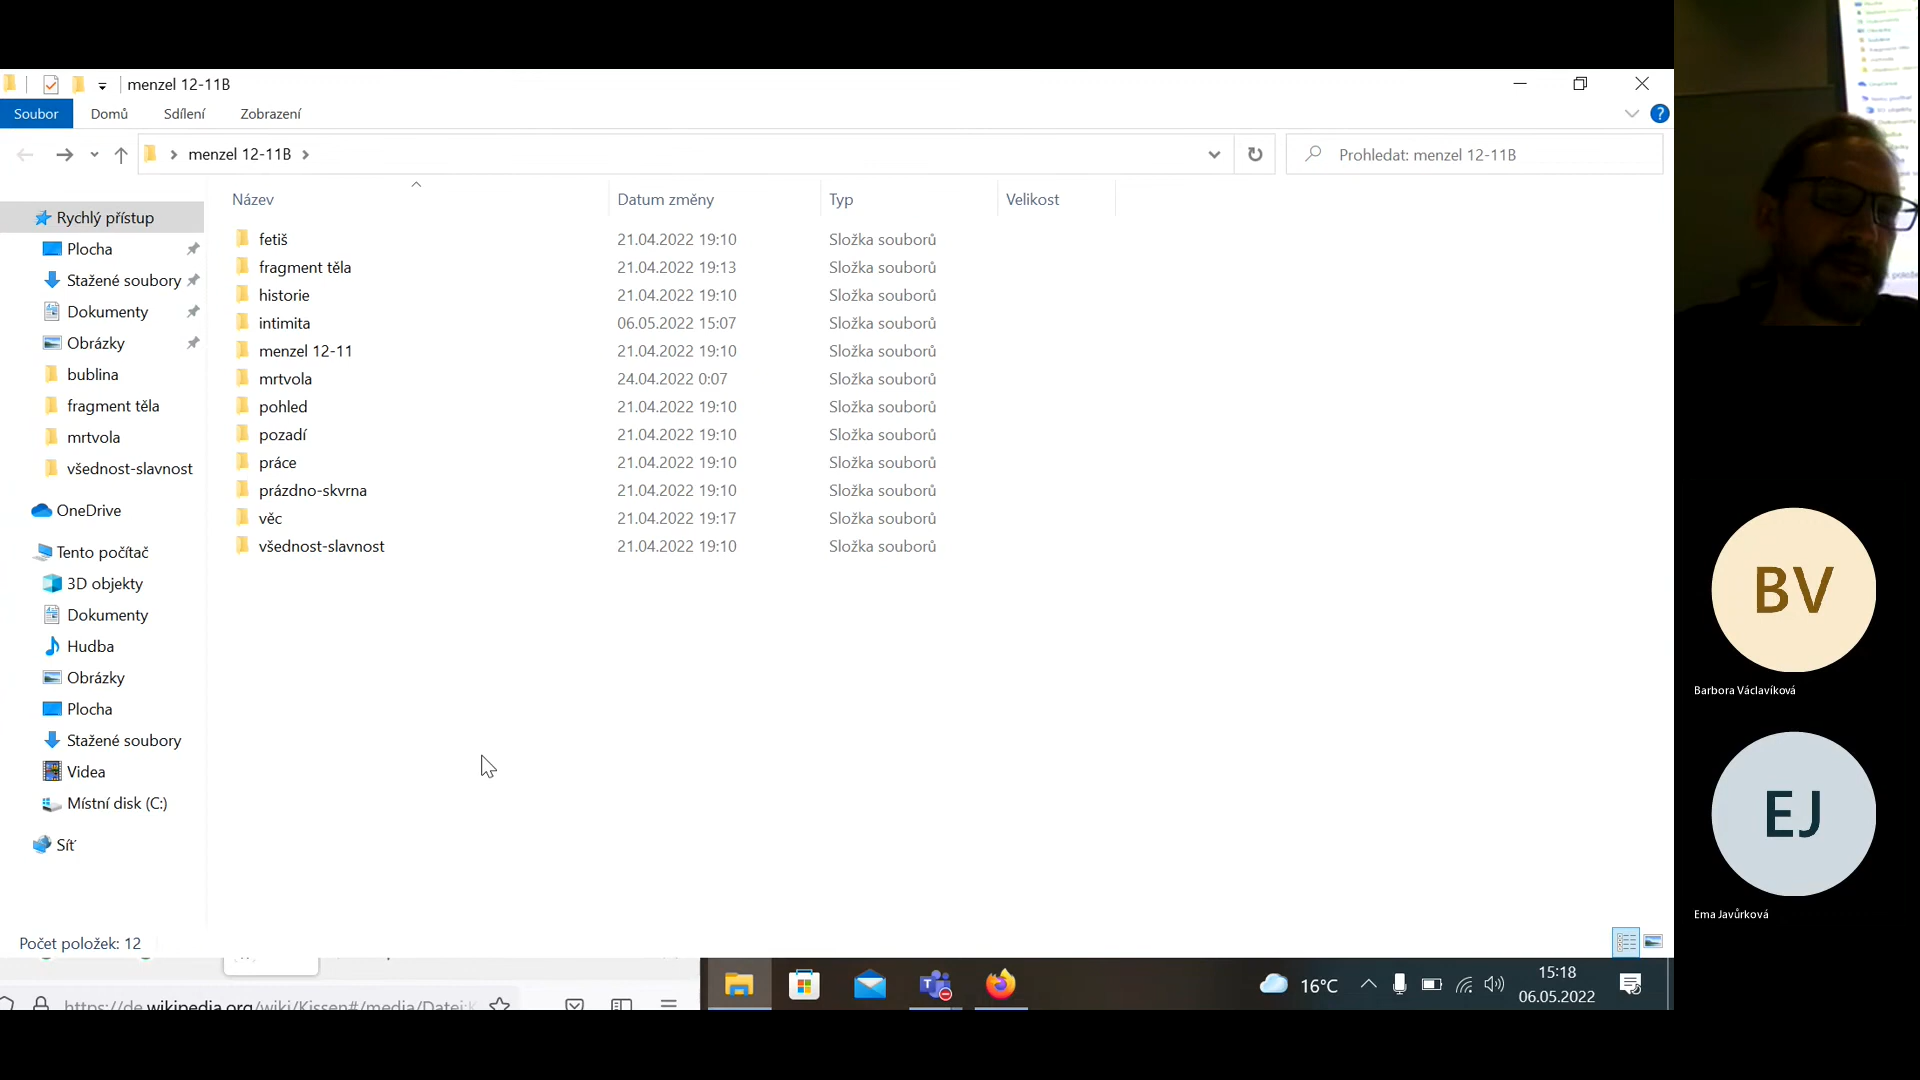 menzel 12-11B
Soubor Domů Sdílení Zobrazení
menzel 12-11B
Prohledat: menzel 12-11B
Název Datum změny Typ Velikost
Rychlý přístup
Plocha
Stažené soubory
Dokumenty
Obrázky
bublina
fragment těla
mrtvola
všednost-slavnost
OneDrive
Tento počítač
3D objekty
Dokumenty
Hudba
Obrázky
Plocha
Stažené soubory
Videa
Místní disk (C:)
Síť
fetiš 21.04.2022 19:10 Složka souborů
fragment těla 21.04.2022 19:13 Složka souborů
historie 21.04.2022 19:10 Složka souborů
intimita 06.05.2022 15:07 Složka souborů
menzel 12-11 21.04.2022 19:10 Složka souborů
mrtvola 24.04.2022 0:07 Složka souborů
pohled 21.04.2022 19:10 Složka souborů
pozadí 21.04.2022 19:10 Složka souborů
práce 21.04.2022 19:10 Složka souborů
prázdno-skvrna 21.04.2022 19:10 Složka souborů
věc 21.04.2022 19:17 Složka souborů
všednost-slavnost 21.04.2022 19:10 Složka souborů
Počet položek: 12
https://de.wikipedia.org/wiki/Kissen#/media/Datei:K
16°C
15:18
06.05.2022
BV
Barbora Václavíková
EJ
Ema Javůrková